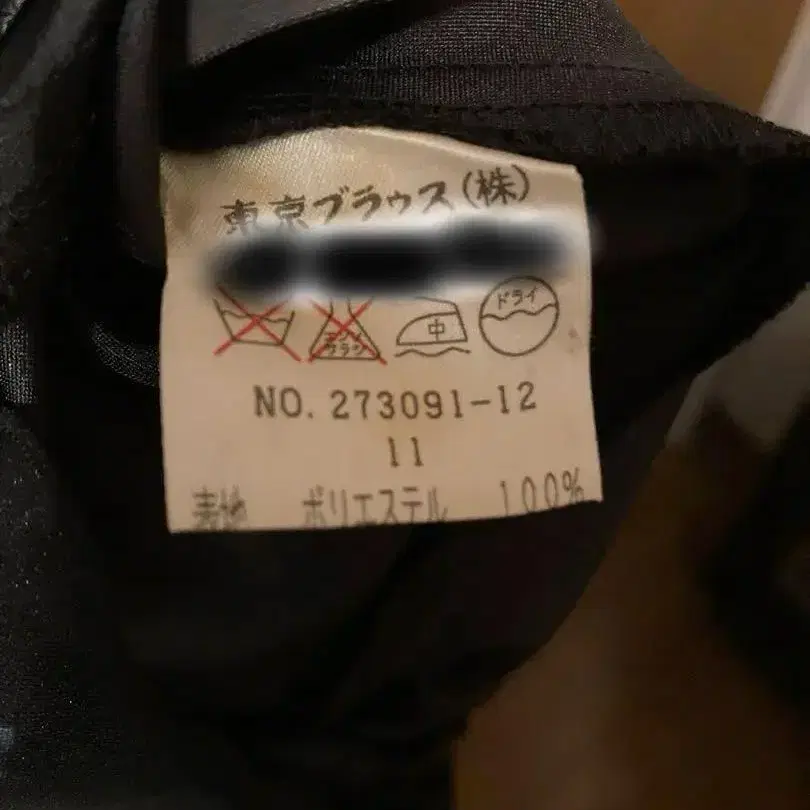 東京ブラウス(株)
中 ドライ
NO. 273091-12
11
表地 ポリエステル 100%